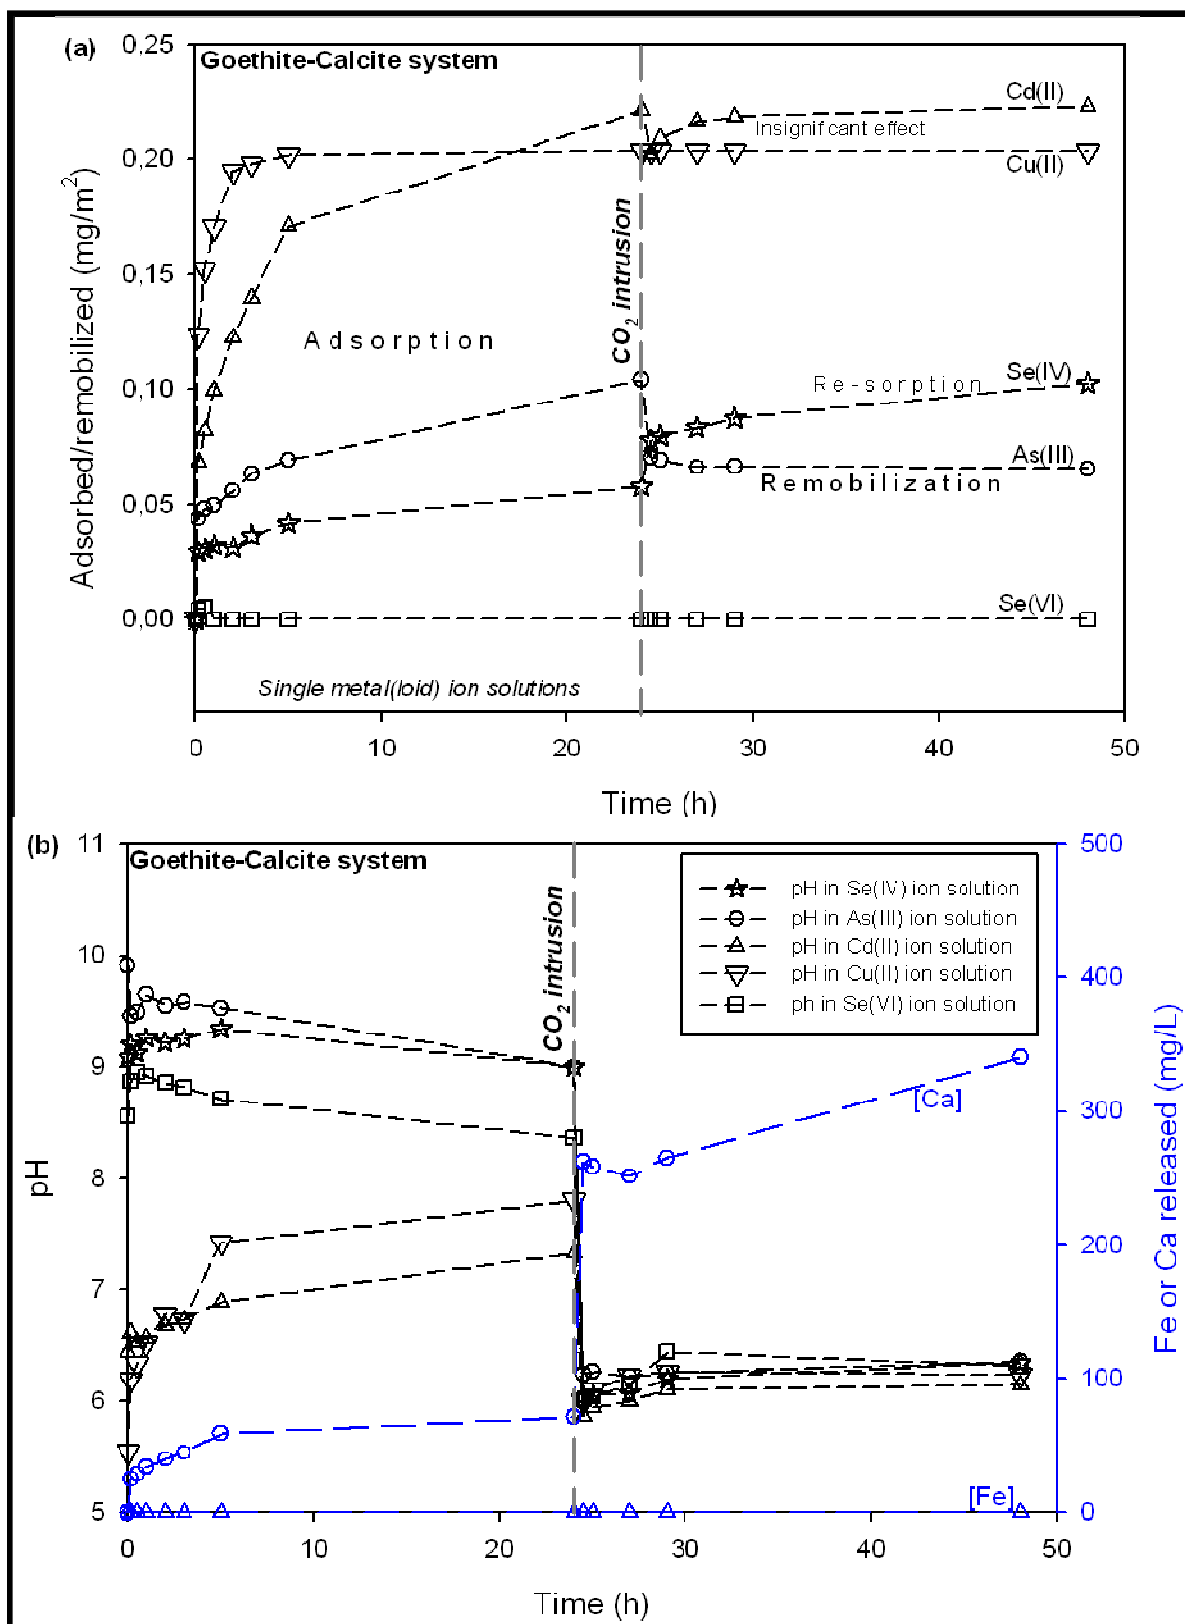 (a)
Goethite-Calcite system
0,25
0,20
0,15
0,10
0,05
0,00
Adsorbed/remobilized (mg/m²)
Cd(II)
Insignificant effect
Cu(II)
CO₂ intrusion
Adsorption
Re-sorption
Se(IV)
As(III)
Remobilization
Se(VI)
Single metal(loid) ion solutions
0 10 20 30 40 50
Time (h)
(b)
Goethite-Calcite system
11
10
9
8
7
6
5
pH
CO₂ intrusion
pH in Se(IV) ion solution
pH in As(III) ion solution
pH in Cd(II) ion solution
pH in Cu(II) ion solution
ph in Se(VI) ion solution
[Ca]
[Fe]
500
400
300
200
100
0
Fe or Ca released (mg/L)
0 10 20 30 40 50
Time (h)